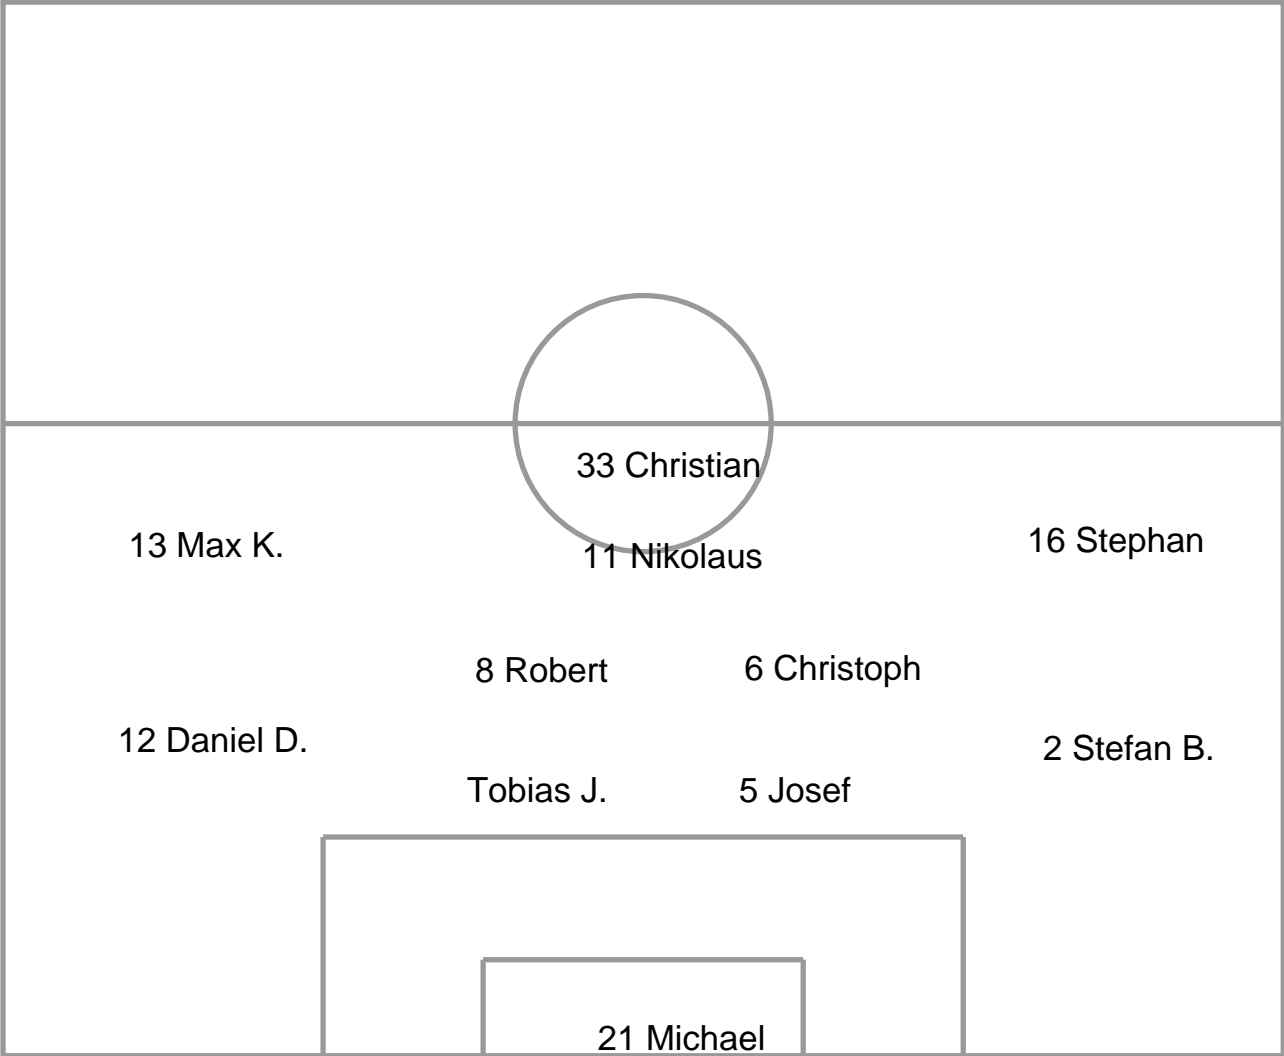 33 Christian
13 Max K.
16 Stephan
11 Nikolaus
8 Robert
6 Christoph
12 Daniel D.
2 Stefan B.
Tobias J.
5 Josef
21 Michael